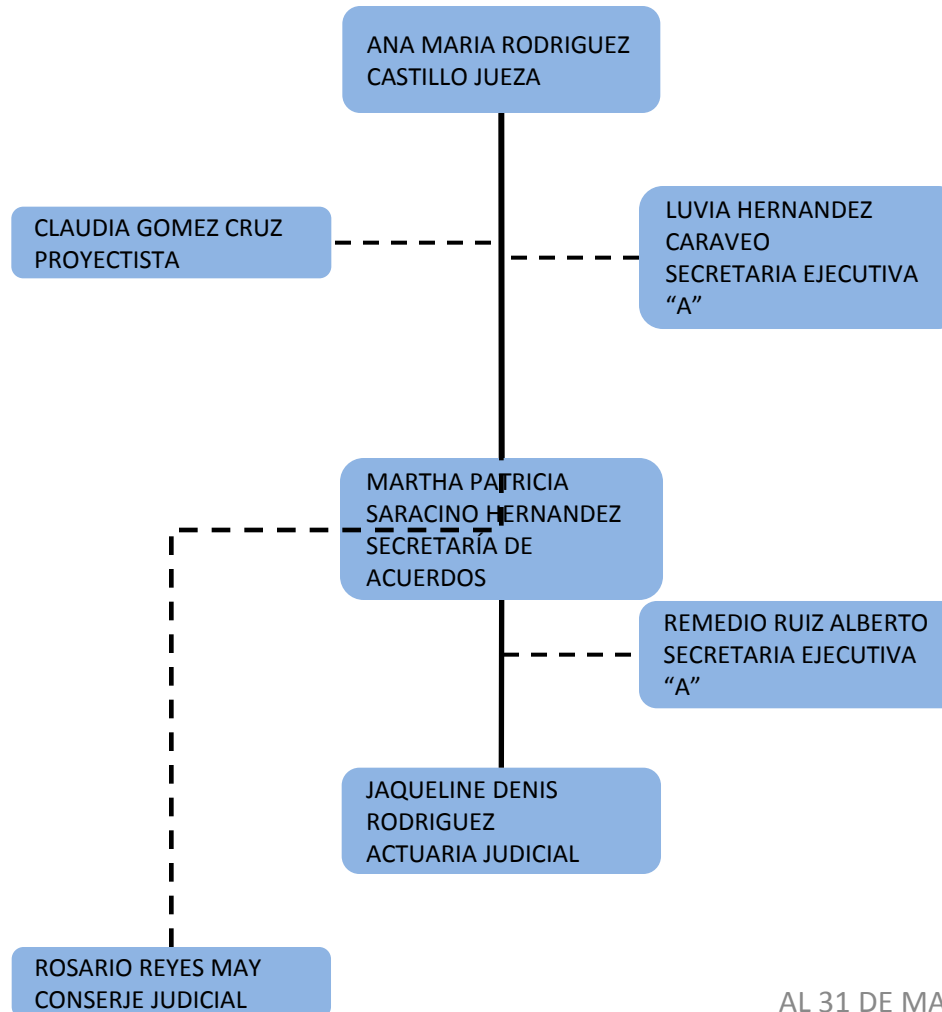 ANA MARIA RODRIGUEZ
CASTILLO JUEZA
CLAUDIA GOMEZ CRUZ
PROYECTISTA
LUVIA HERNANDEZ
CARAVEO
SECRETARIA EJECUTIVA
“A”
MARTHA PATRICIA
SARACINO HERNANDEZ
SECRETARÍA DE
ACUERDOS
REMEDIO RUIZ ALBERTO
SECRETARIA EJECUTIVA
“A”
JAQUELINE DENIS
RODRIGUEZ
ACTUARIA JUDICIAL
ROSARIO REYES MAY
CONSERJE JUDICIAL
AL 31 DE